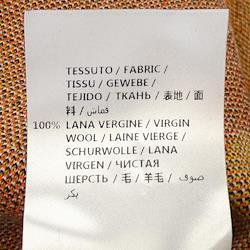 TESSUTO / FABRIC /
TISSU / GEWEBE /
TEJIDO / ТКАНЬ / 表地 / 面
料 / قماش /
100% LANA VERGINE / VIRGIN
WOOL / LAINE VIERGE /
SCHURWOLLE / LANA
VIRGEN / ЧИСТАЯ
ШЕРСТЬ / 毛 / 羊毛 / صوف
بكر